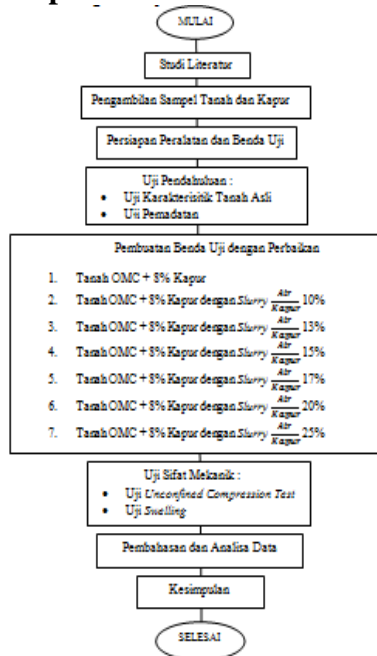 MULAI
Studi Literatur
Pengambilan Sampel Tanah dan Kapur
Persiapan Peralatan dan Benda Uji
Uji Pendahuluan :
• Uji Karakterisitik Tanah Asli
• Uji Pemadatan
Pembuatan Benda Uji dengan Perbaikan
1. Tanah OMC + 8% Kapur
2. Tanah OMC + 8% Kapur dengan Slurry Air/Kapur 10%
3. Tanah OMC + 8% Kapur dengan Slurry Air/Kapur 13%
4. Tanah OMC + 8% Kapur dengan Slurry Air/Kapur 15%
5. Tanah OMC + 8% Kapur dengan Slurry Air/Kapur 17%
6. Tanah OMC + 8% Kapur dengan Slurry Air/Kapur 20%
7. Tanah OMC + 8% Kapur dengan Slurry Air/Kapur 25%
Uji Sifat Mekanik :
• Uji Unconfined Compression Test
• Uji Swelling
Pembahasan dan Analisa Data
Kesimpulan
SELESAI